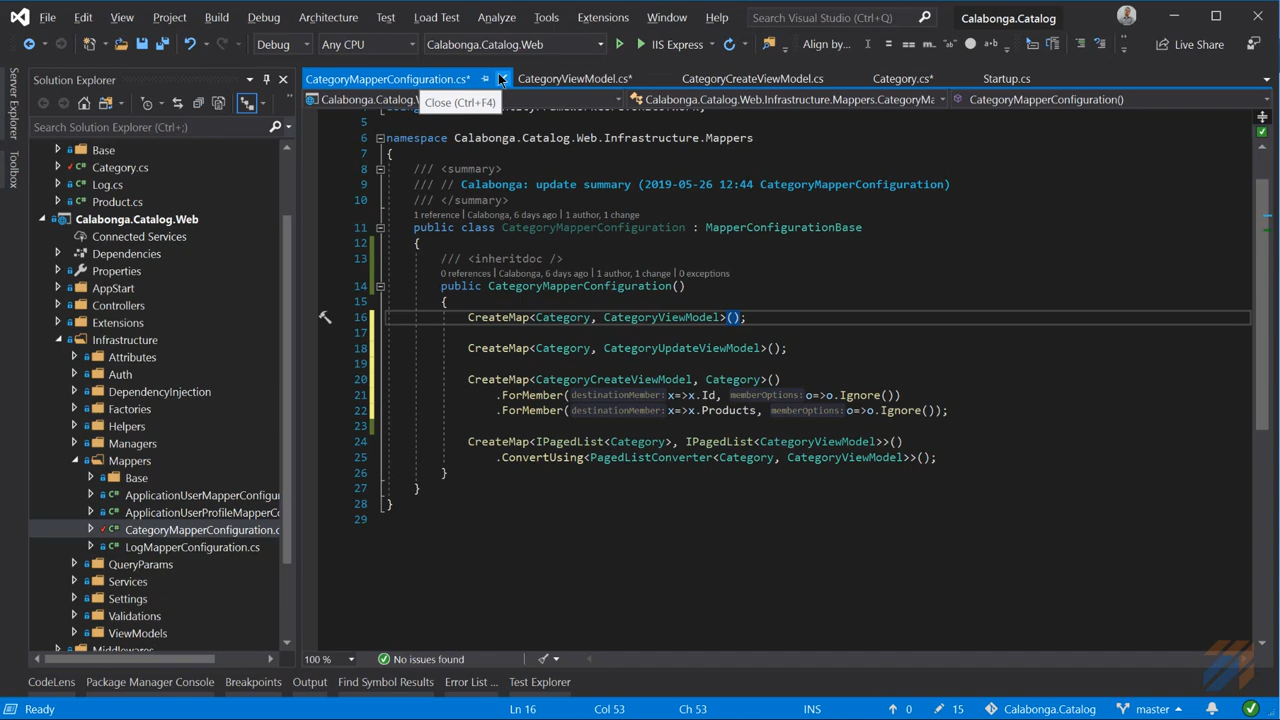 File Edit View Project Build Debug Architecture Test Load Test Analyze Tools Extensions Window Help Search Visual Studio (Ctrl+Q) Calabonga.Catalog
Debug Any CPU Calabonga.Catalog.Web IIS Express Align by... Live Share
Server Explorer
Toolbox
Solution Explorer
Search Solution Explorer (Ctrl+;)
Base
Category.cs
Log.cs
Product.cs
Calabonga.Catalog.Web
Connected Services
Dependencies
Properties
AppStart
Controllers
Extensions
Infrastructure
Attributes
Auth
DependencyInjection
Factories
Helpers
Managers
Mappers
Base
ApplicationUserMapperConfigu
ApplicationUserProfileMapperC
CategoryMapperConfiguration.c
LogMapperConfiguration.cs
QueryParams
Services
Settings
Validations
ViewModels
CategoryMapperConfiguration.cs* CategoryViewModel.cs* CategoryCreateViewModel.cs Category.cs* Startup.cs
Close (Ctrl+F4)
Calabonga.Catalog.V Calabonga.Catalog.Web.Infrastructure.Mappers.CategoryMa CategoryMapperConfiguration()
5
6 namespace Calabonga.Catalog.Web.Infrastructure.Mappers
7 {
8 /// <summary>
9 /// // Calabonga: update summary (2019-05-26 12:44 CategoryMapperConfiguration)
10 /// </summary>
1 reference | Calabonga, 6 days ago | 1 author, 1 change
11 public class CategoryMapperConfiguration : MapperConfigurationBase
12 {
13 /// <inheritdoc />
0 references | Calabonga, 6 days ago | 1 author, 1 change | 0 exceptions
14 public CategoryMapperConfiguration()
15 {
16 CreateMap<Category, CategoryViewModel>();
17
18 CreateMap<Category, CategoryUpdateViewModel>();
19
20 CreateMap<CategoryCreateViewModel, Category>()
21 .ForMember(destinationMember: x=>x.Id, memberOptions: o=>o.Ignore())
22 .ForMember(destinationMember: x=>x.Products, memberOptions: o=>o.Ignore());
23
24 CreateMap<IPagedList<Category>, IPagedList<CategoryViewModel>>()
25 .ConvertUsing<PagedListConverter<Category, CategoryViewModel>>();
26 }
27 }
28 }
29
100 % No issues found
CodeLens Package Manager Console Breakpoints Output Find Symbol Results Error List ... Test Explorer
Ready Ln 16 Col 53 Ch 53 INS 0 15 Calabonga.Catalog master